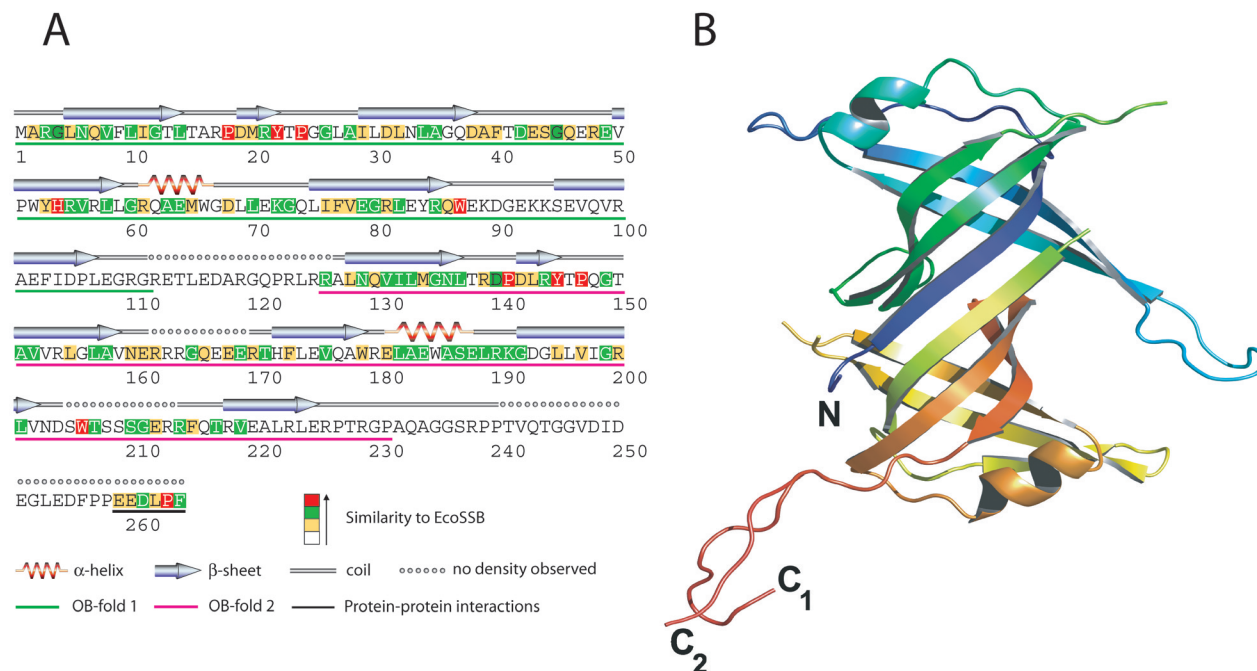 A
B
MARGLNQVFLIGTLTARPDMRYTPGGLAILDLNLAGQDAFTDESGQEREV
1 10 20 30 40 50
PWYHRVRLLGRQAEMWGDLLEKGQLIFVEGRLEYRQWEKDGEKKSEVQVR
60 70 80 90 100
AEFIDPLEGRGRETLEDARGQPRLRRALNQVILMGNLTRDPDLRYTPQGT
110 120 130 140 150
AVVRLGLAVNERRRGQEEERTHFLEVQAWRELAEWASELRKGDGLLVIGR
160 170 180 190 200
LVNDSWTSSSGERRFQTRVEALRLERPTRGPAQAGGSRPPTVQTGGVDID
210 220 230 240 250
EGLEDFPPEEDLPF
260
Similarity to EcoSSB
α-helix β-sheet coil no density observed
OB-fold 1 OB-fold 2 Protein-protein interactions
N
C1
C2